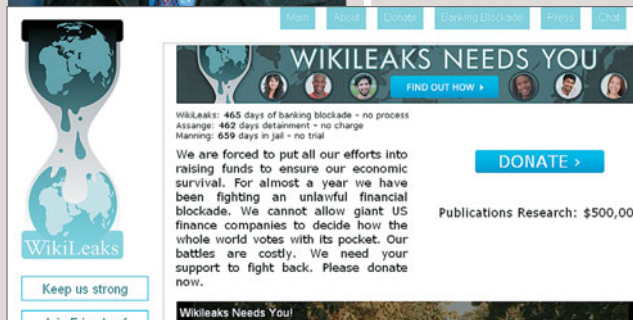 Main About Donate Banking Blockade Press Chat
WIKILEAKS NEEDS YOU
FIND OUT HOW
WikiLeaks
Keep us strong
WikiLeaks: 465 days of banking blockade - no process
Assange: 462 days detainment - no charge
Manning: 659 days in jail - no trial
We are forced to put all our efforts into
raising funds to ensure our economic
survival. For almost a year we have
been fighting an unlawful financial
blockade. We cannot allow giant US
finance companies to decide how the
whole world votes with its pocket. Our
battles are costly. We need your
support to fight back. Please donate
now.
DONATE >
Publications Research: $500,00
Wikileaks Needs You!